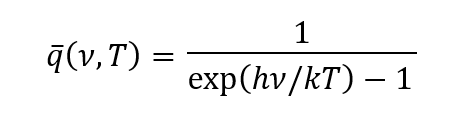 q̄(ν, T) = 1 / (exp(hν/kT) − 1)